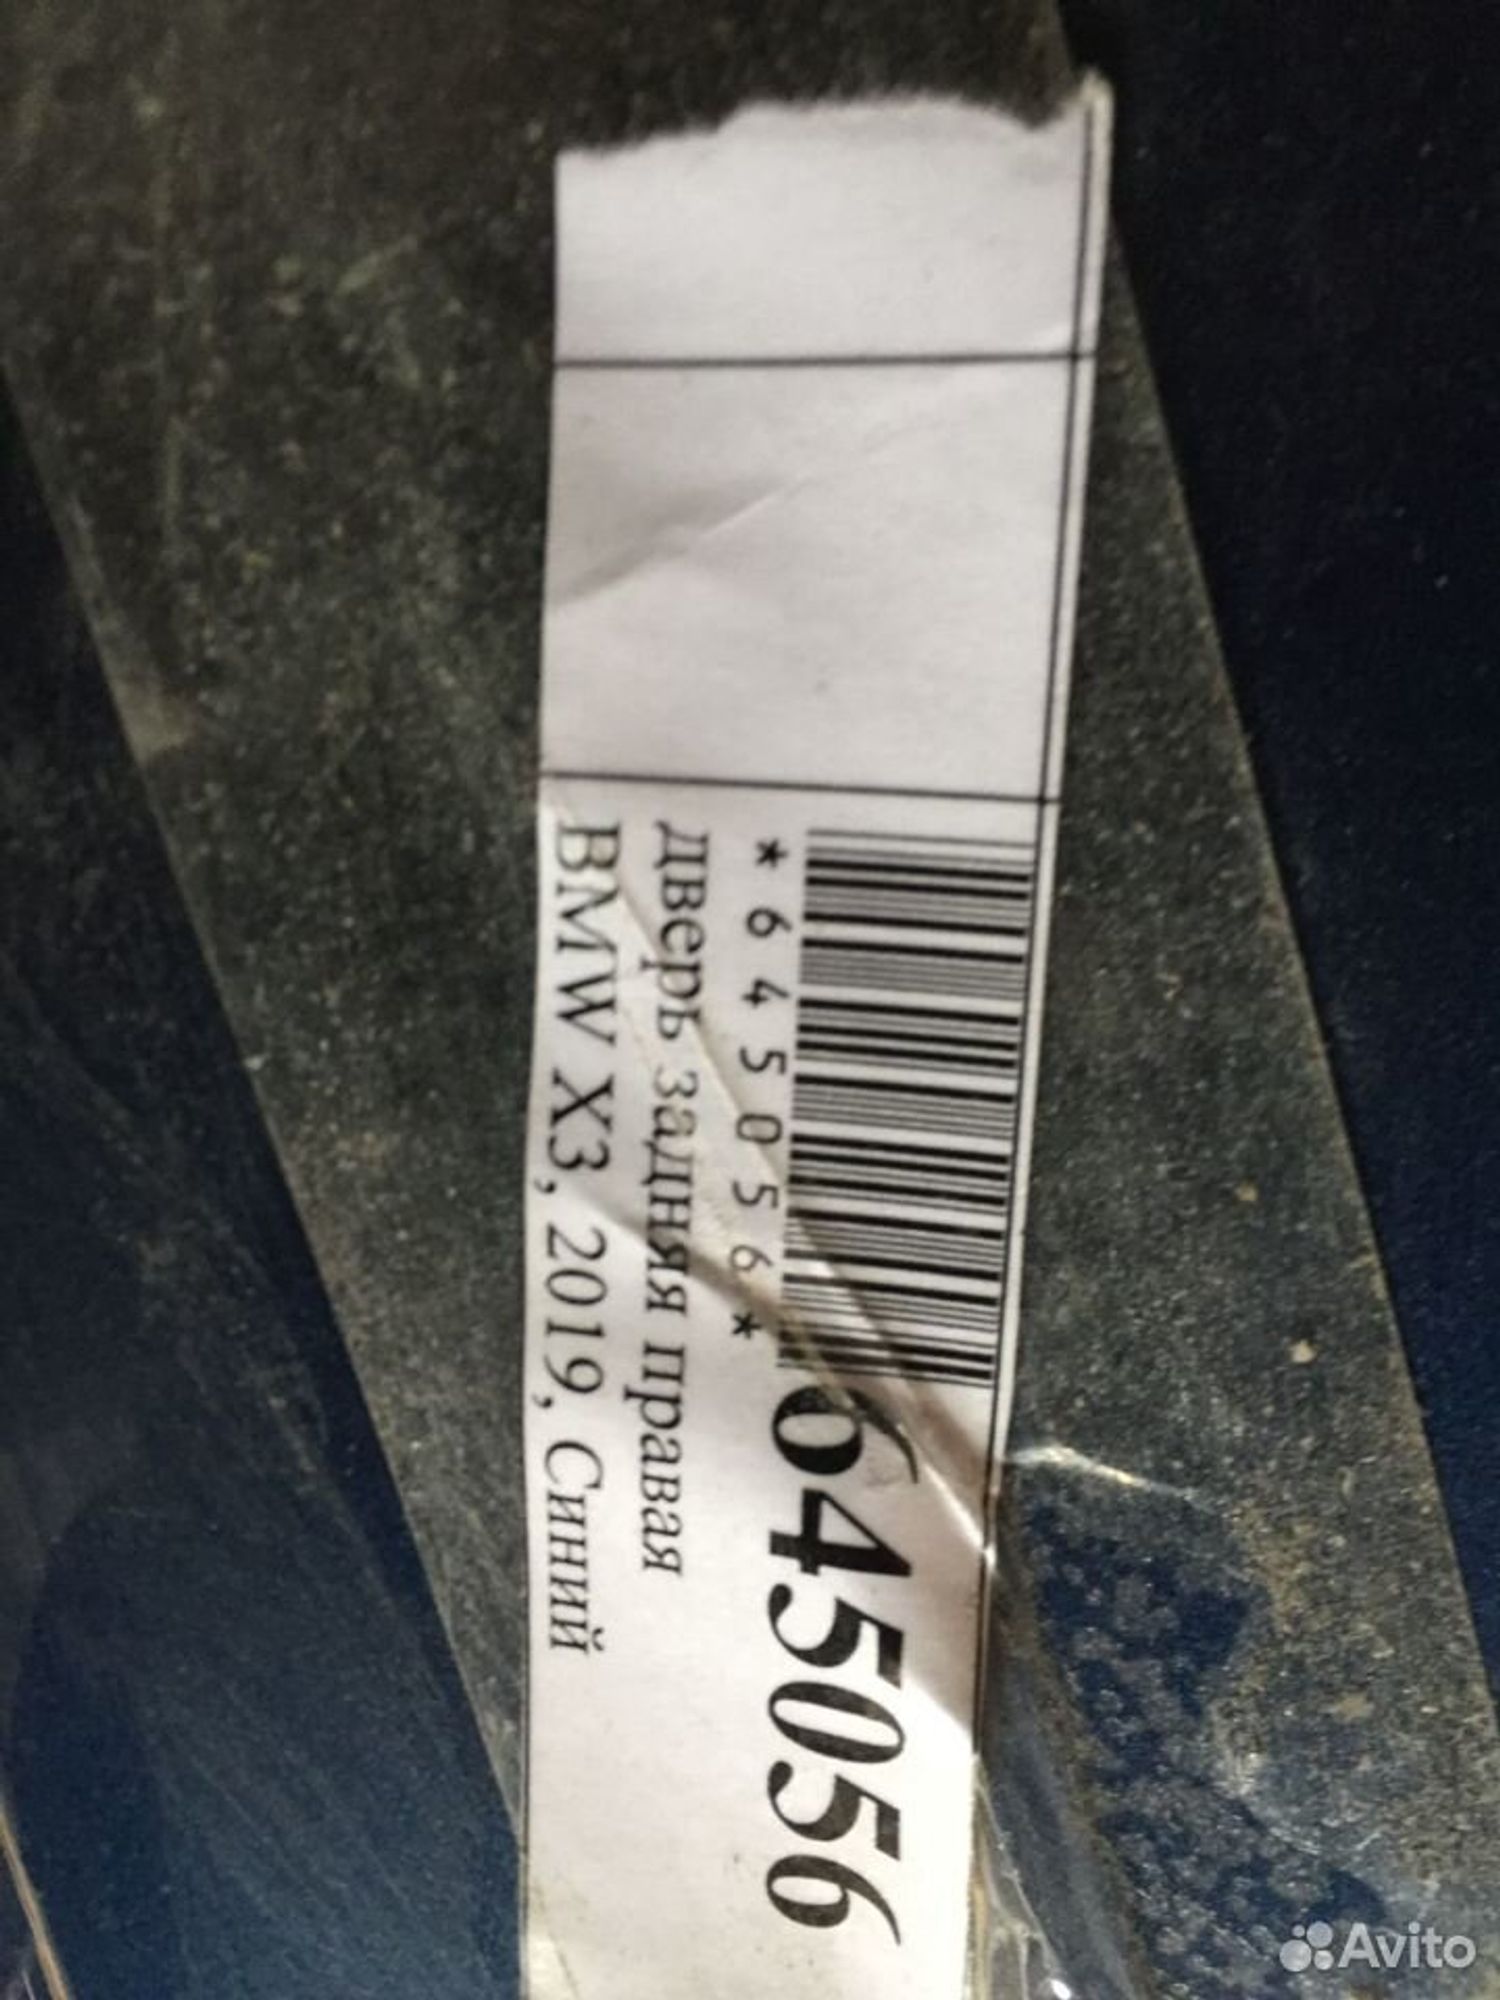 *645056*
645056
дверь задняя правая
BMW X3, 2019, Синий
Avito